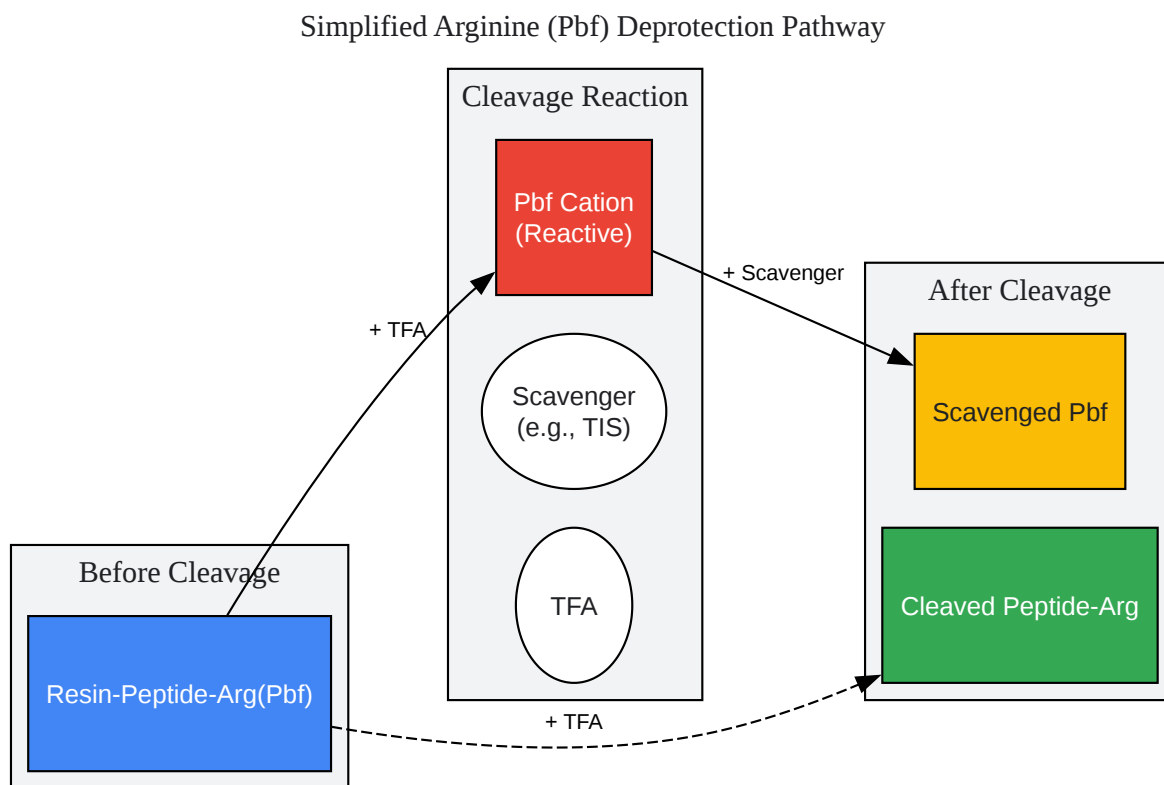 Simplified Arginine (Pbf) Deprotection Pathway
Cleavage Reaction
Pbf Cation
(Reactive)
+ Scavenger
After Cleavage
+ TFA
Scavenger
(e.g., TIS)
Scavenged Pbf
Before Cleavage
TFA
Cleaved Peptide-Arg
Resin-Peptide-Arg(Pbf)
+ TFA